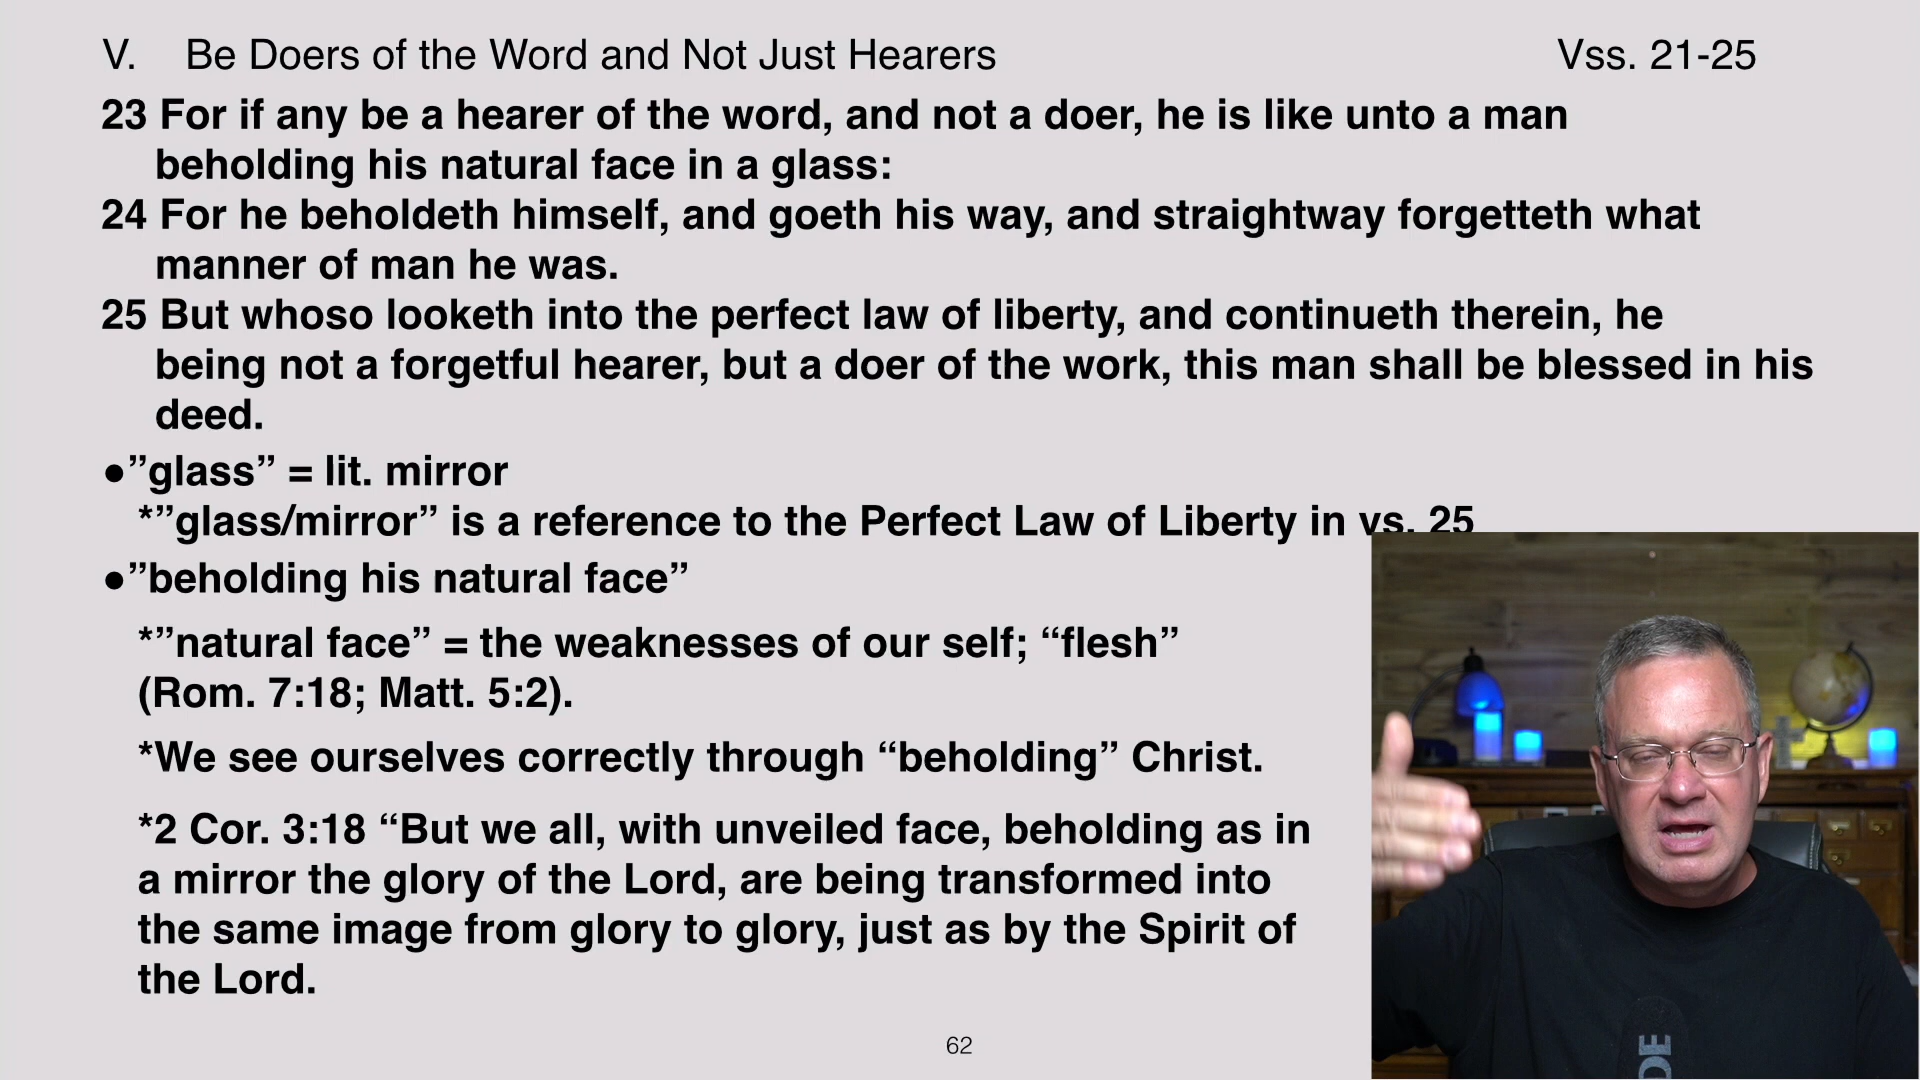 V. Be Doers of the Word and Not Just Hearers Vss. 21-25
23 For if any be a hearer of the word, and not a doer, he is like unto a man
beholding his natural face in a glass:
24 For he beholdeth himself, and goeth his way, and straightway forgetteth what
manner of man he was.
25 But whoso looketh into the perfect law of liberty, and continueth therein, he
being not a forgetful hearer, but a doer of the work, this man shall be blessed in his
deed.
●”glass” = lit. mirror
*”glass/mirror” is a reference to the Perfect Law of Liberty in vs. 25
●”beholding his natural face”
*”natural face” = the weaknesses of our self; “flesh”
(Rom. 7:18; Matt. 5:2).
*We see ourselves correctly through “beholding” Christ.
*2 Cor. 3:18 “But we all, with unveiled face, beholding as in
a mirror the glory of the Lord, are being transformed into
the same image from glory to glory, just as by the Spirit of
the Lord.
62